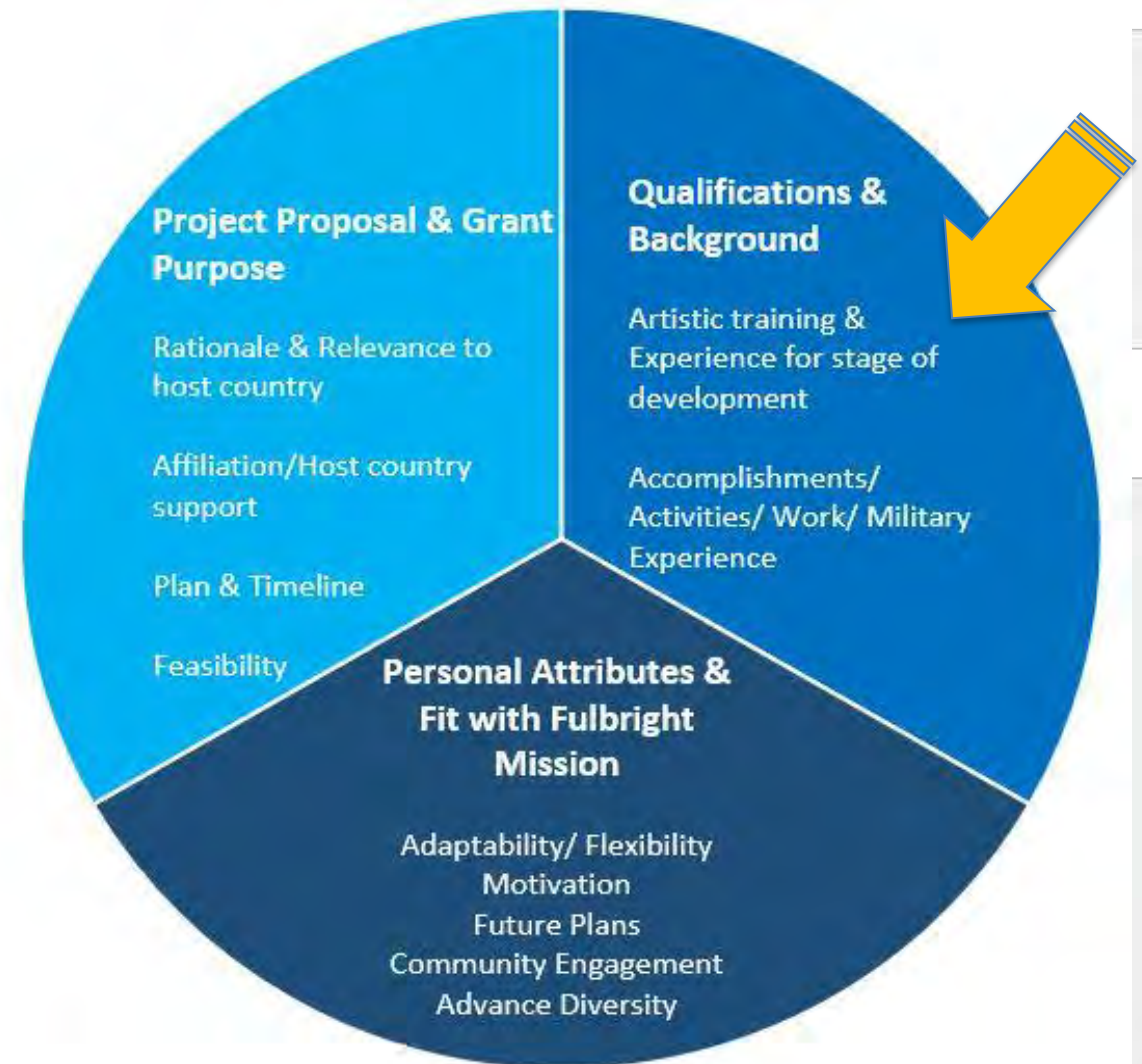 Project Proposal & Grant
Purpose
Rationale & Relevance to
host country
Affiliation/Host country
support
Plan & Timeline
Feasibility
Qualifications &
Background
Artistic training &
Experience for stage of
development
Accomplishments/
Activities/ Work/ Military
Experience
Personal Attributes &
Fit with Fulbright
Mission
Adaptability/ Flexibility
Motivation
Future Plans
Community Engagement
Advance Diversity